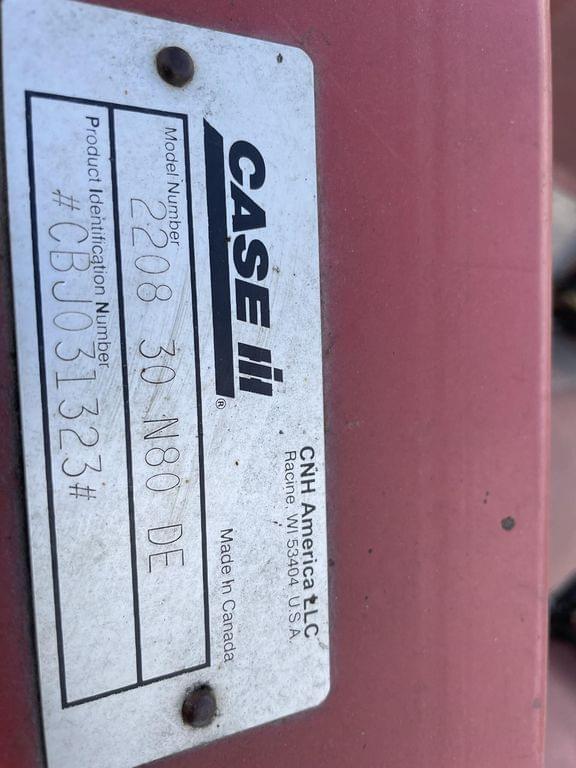 CASE III®
CNH America LLC
Racine, WI 53404 U.S.A.
Made In Canada
Model Number
2208 30 N80 DE
Product Identification Number
#CBJ031323#